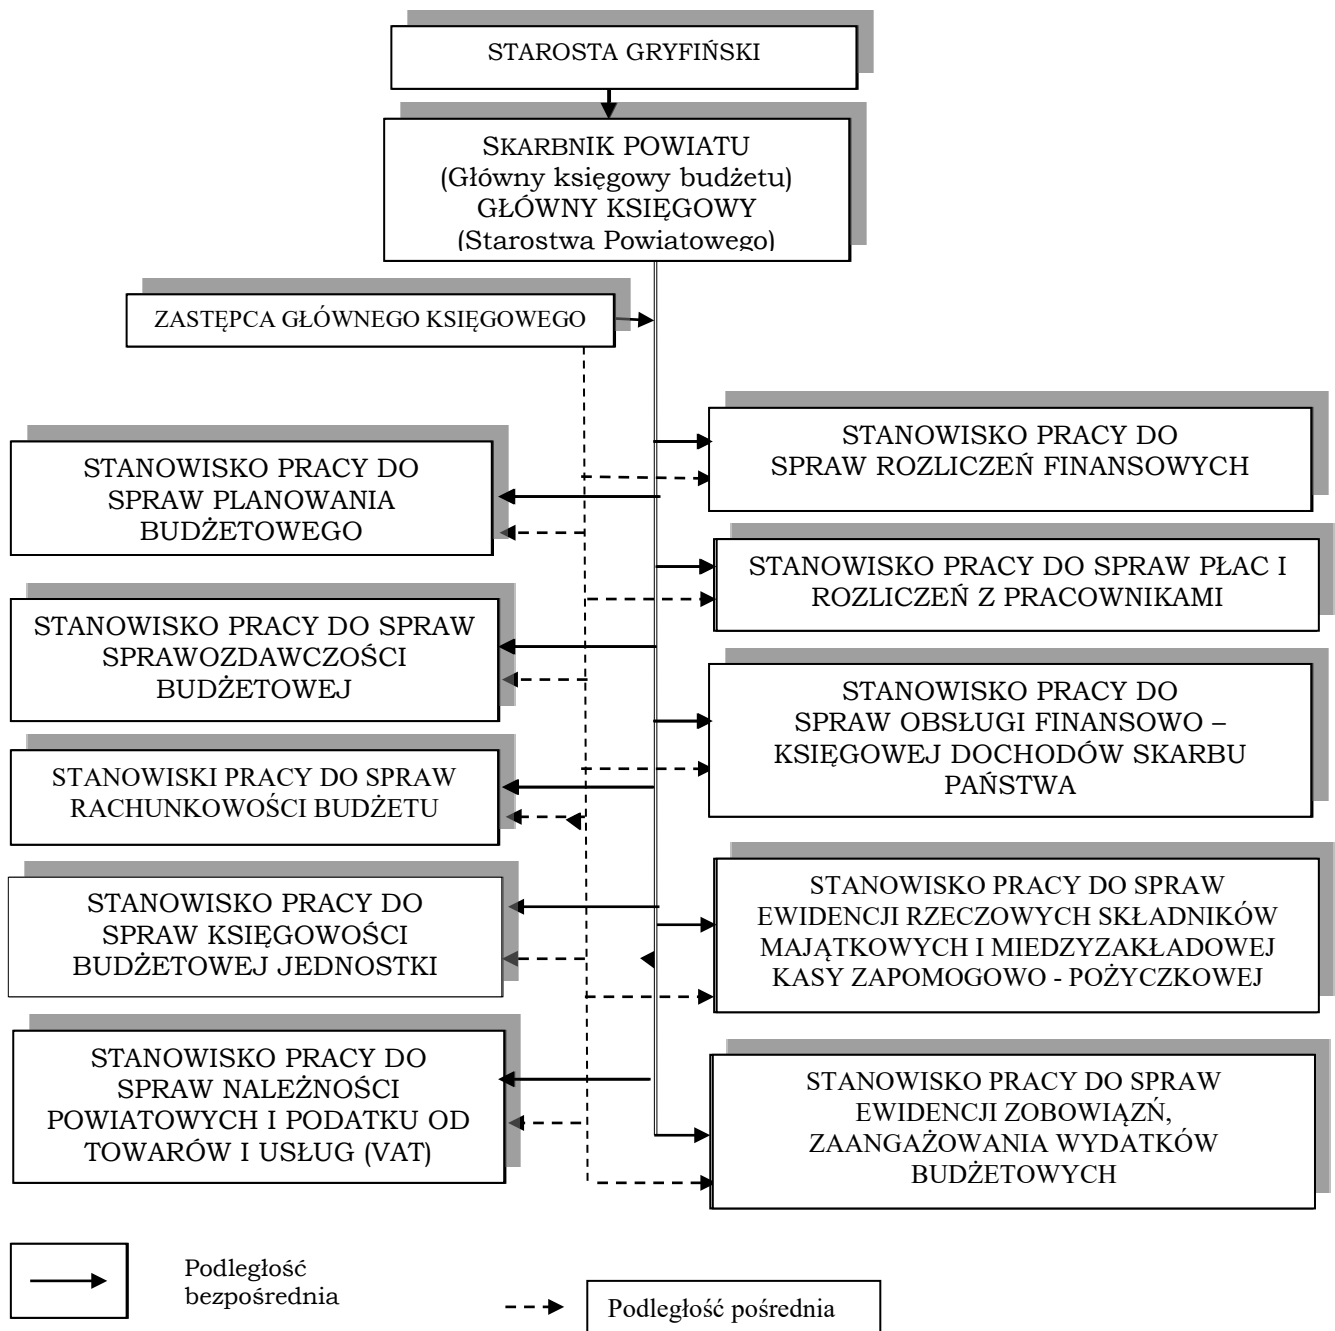 STAROSTA GRYFIŃSKI
SKARBNIK POWIATU
(Główny księgowy budżetu)
GŁÓWNY KSIĘGOWY
(Starostwa Powiatowego)
ZASTĘPCA GŁÓWNEGO KSIĘGOWEGO
STANOWISKO PRACY DO
SPRAW ROZLICZEŃ FINANSOWYCH
STANOWISKO PRACY DO
SPRAW PLANOWANIA
BUDŻETOWEGO
STANOWISKO PRACY DO SPRAW PŁAC I
ROZLICZEŃ Z PRACOWNIKAMI
STANOWISKO PRACY DO SPRAW
SPRAWOZDAWCZOŚCI
BUDŻETOWEJ
STANOWISKO PRACY DO
SPRAW OBSŁUGI FINANSOWO –
KSIĘGOWEJ DOCHODÓW SKARBU
PAŃSTWA
STANOWISKI PRACY DO SPRAW
RACHUNKOWOŚCI BUDŻETU
STANOWISKO PRACY DO SPRAW
EWIDENCJI RZECZOWYCH SKŁADNIKÓW
MAJĄTKOWYCH I MIEDZYZAKŁADOWEJ
KASY ZAPOMOGOWO - POŻYCZKOWEJ
STANOWISKO PRACY DO
SPRAW KSIĘGOWOŚCI
BUDŻETOWEJ JEDNOSTKI
STANOWISKO PRACY DO
SPRAW NALEŻNOŚCI
POWIATOWYCH I PODATKU OD
TOWARÓW I USŁUG (VAT)
STANOWISKO PRACY DO SPRAW
EWIDENCJI ZOBOWIĄZŃ,
ZAANGAŻOWANIA WYDATKÓW
BUDŻETOWYCH
Podległość
bezpośrednia
Podległość pośrednia